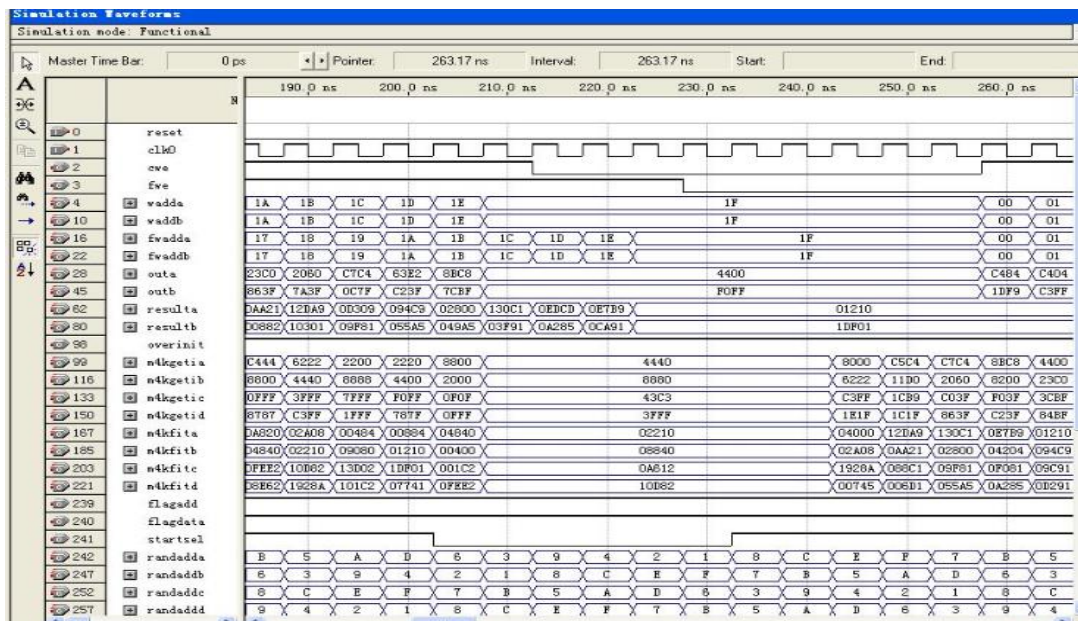 Simulation Waveforms
Simulation mode: Functional
Master Time Bar: 0 ps Pointer: 263.17 ns Interval: 263.17 ns Start: End:
N 190.0 ns 200.0 ns 210.0 ns 220.0 ns 230.0 ns 240.0 ns 250.0 ns 260.0 ns
0 reset
1 clk0
2 cwe
3 fwe
4 wadda 1A 1B 1C 1D 1E 1F 00 01
10 waddb 1A 1B 1C 1D 1E 1F 00 01
16 fwadda 17 18 19 1A 1B 1C 1D 1E 1F 00 01
22 fwaddb 17 18 19 1A 1B 1C 1D 1E 1F 00 01
28 outa 23C0 2060 C7C4 63E2 8BC8 4400 C484 C404
45 outb 863F 7A3F 0C7F C23F 7CBF F0FF 1DF9 C3FF
62 resulta 0AA21 12DA9 0D309 094C9 02800 130C1 0EDCD 0E7B9 01210
80 resultb 00882 10301 09F81 055A5 049A5 03F91 0A285 0CA91 1DF01
98 overinit
99 m4kgetia C444 6222 2200 2220 8800 4440 8000 C5C4 C7C4 8BC8 4400
116 m4kgetib 8800 4440 8888 4400 2000 8880 6222 11D0 2060 8200 23C0
133 m4kgetic 0FFF 3FFF 7FFF F0FF 0F0F 43C3 C3FF 1CB9 C03F F03F 3CBF
150 m4kgetid 8787 C3FF 1FFF 787F 0FFF 3FFF 1E1F 1C1F 863F C23F 84BF
167 m4kfita 0A820 02A08 00484 00884 04840 02210 04000 12DA9 130C1 0E7B9 01210
185 m4kfitb 04840 02210 09080 01210 00400 08840 02A08 0AA21 02800 04204 094C9
203 m4kfitc 0FEE2 10D82 13D02 1DF01 001C2 0A612 1928A 088C1 09F81 0F081 09C91
221 m4kfitd 08E62 1928A 101C2 07741 0FEE2 10D82 00745 006D1 055A5 0A285 0D291
239 flagadd
240 flagdata
241 startsel
242 randadda B 5 A D 6 3 9 4 2 1 8 C E F 7 B 5
247 randaddb 6 3 9 4 2 1 8 C E F 7 B 5 A D 6 3
252 randaddc 8 C E F 7 B 5 A D 6 3 9 4 2 1 8 C
257 randaddd 9 4 2 1 8 C E F 7 B 5 A D 6 3 9 4